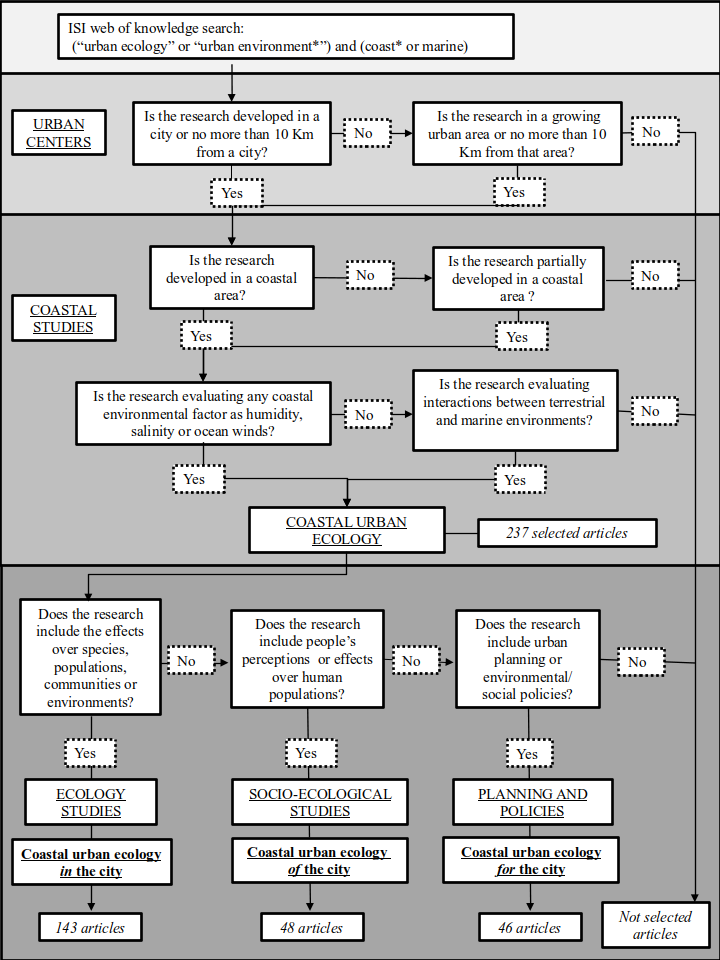 ISI web of knowledge search:
(“urban ecology” or “urban environment*”) and (coast* or marine)
URBAN
CENTERS
Is the research developed in a
city or no more than 10 Km
from a city?
No
Is the research in a growing
urban area or no more than 10
Km from that area?
No
Yes
Yes
COASTAL
STUDIES
Is the research
developed in a coastal
area?
No
Is the research partially
developed in a coastal
area ?
No
Yes
Yes
Is the research evaluating any coastal
environmental factor as humidity,
salinity or ocean winds?
No
Is the research evaluating
interactions between terrestrial
and marine environments?
No
Yes
Yes
COASTAL URBAN
ECOLOGY
237 selected articles
Does the research
include the effects
over species,
populations,
communities or
environments?
No
Does the research
include people’s
perceptions or effects
over human
populations?
No
Does the research
include urban
planning or
environmental/
social policies?
No
Yes
Yes
Yes
ECOLOGY
STUDIES
SOCIO-ECOLOGICAL
STUDIES
PLANNING AND
POLICIES
Coastal urban ecology
in the city
Coastal urban ecology
of the city
Coastal urban ecology
for the city
143 articles
48 articles
46 articles
Not selected
articles